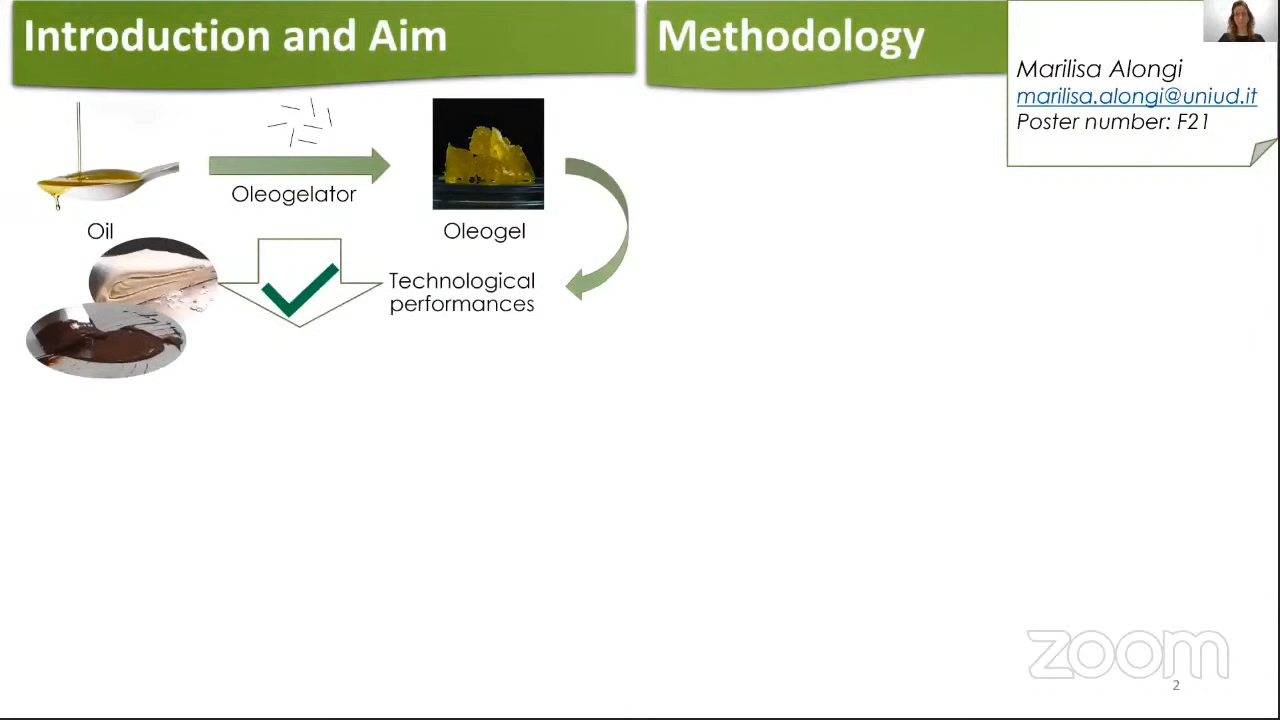 Introduction and Aim
Methodology
Marilisa Alongi
marilisa.alongi@uniud.it
Poster number: F21
Oleogelator
Oil
Oleogel
Technological
performances
zoom
2